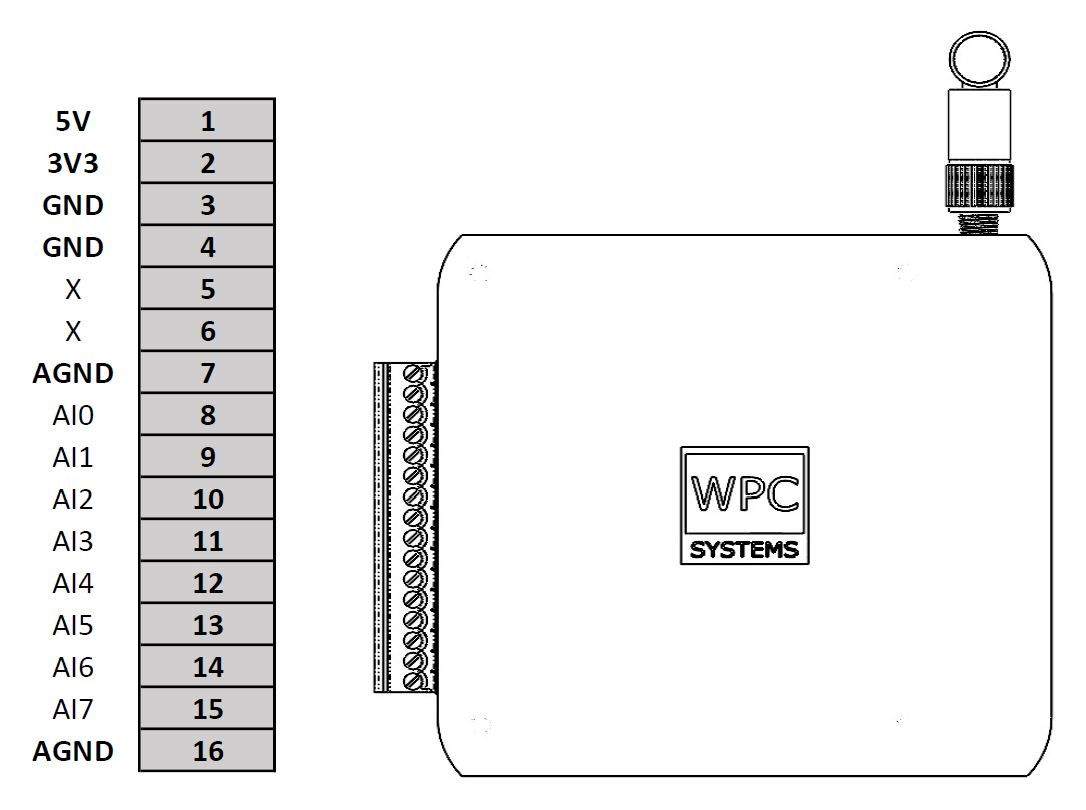 5V 1
3V3 2
GND 3
GND 4
X 5
X 6
AGND 7
AI0 8
AI1 9
AI2 10
AI3 11
AI4 12
AI5 13
AI6 14
AI7 15
AGND 16
WPC
SYSTEMS